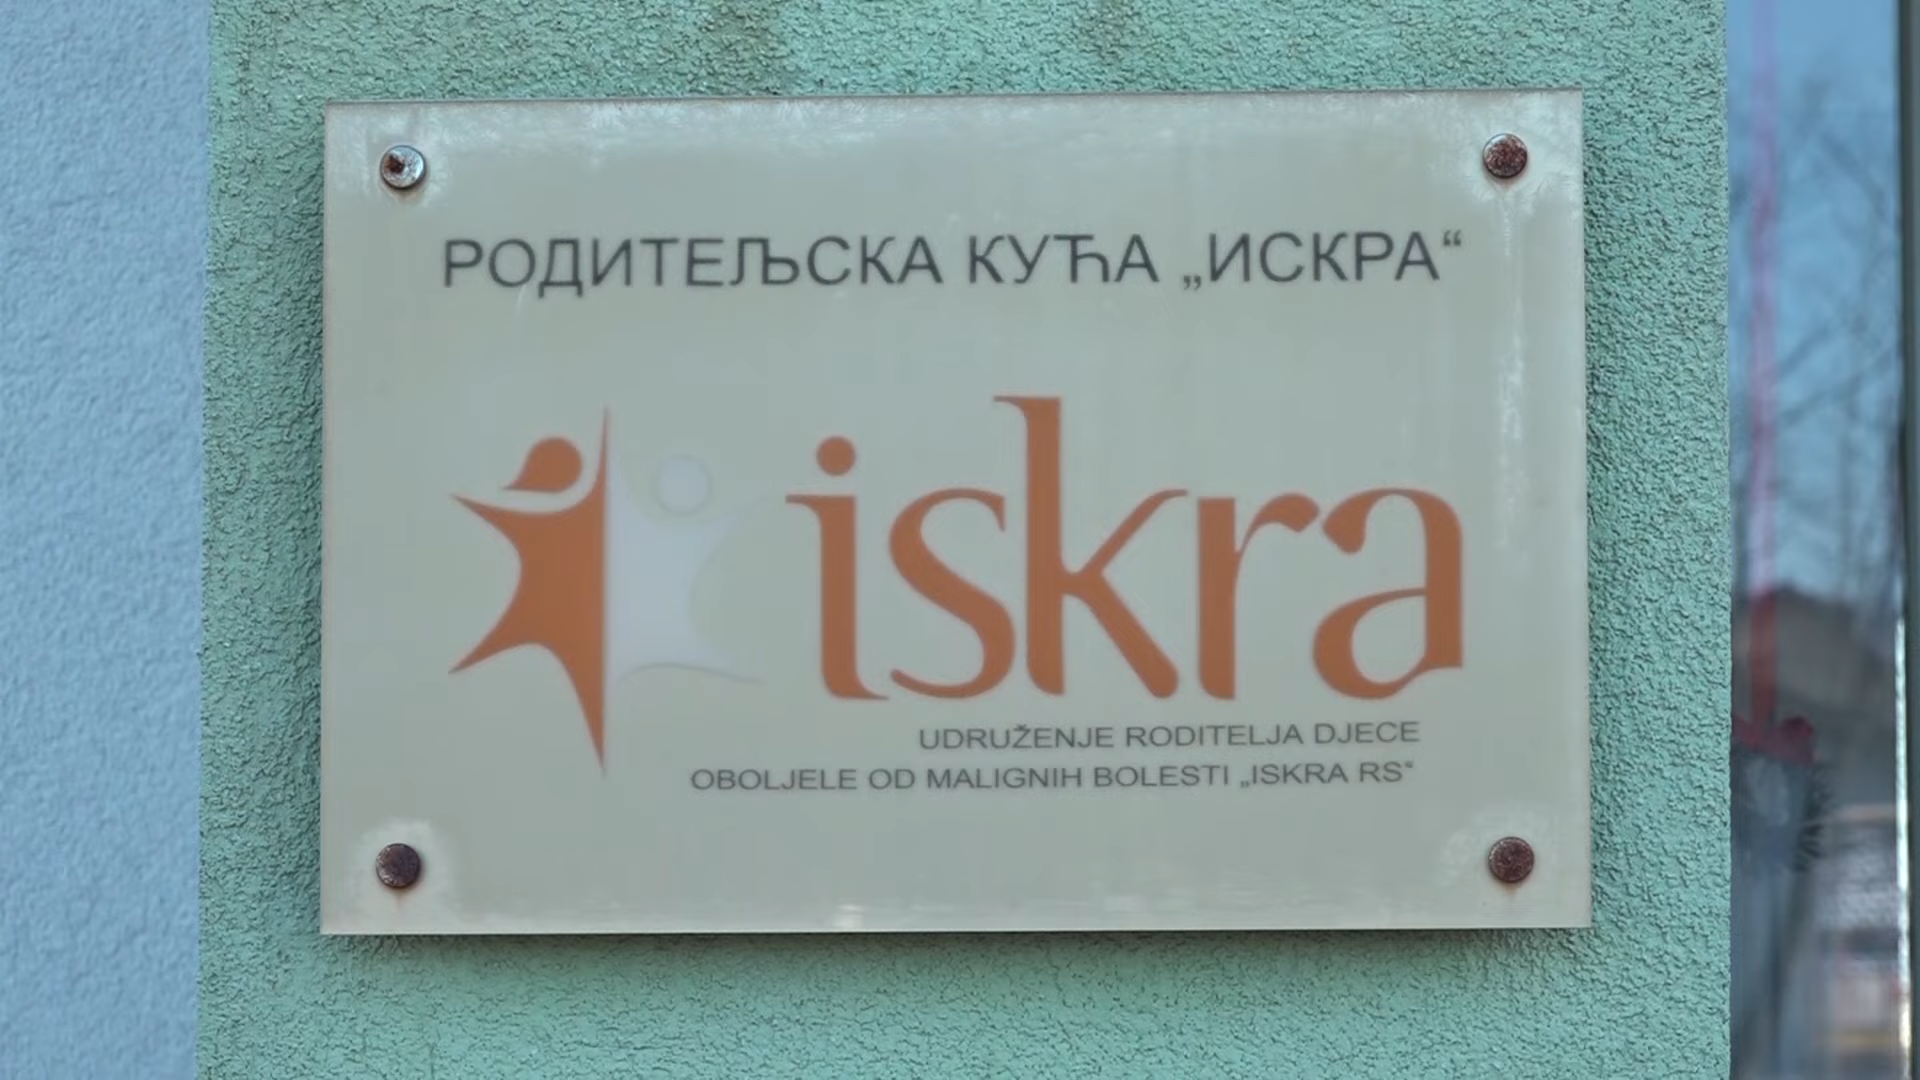 РОДИТЕЉСКА КУЋА „ИСКРА“
iskra
UDRUŽENJE RODITELJA DJECE
OBOLJELE OD MALIGNIH BOLESTI „ISKRA RS“